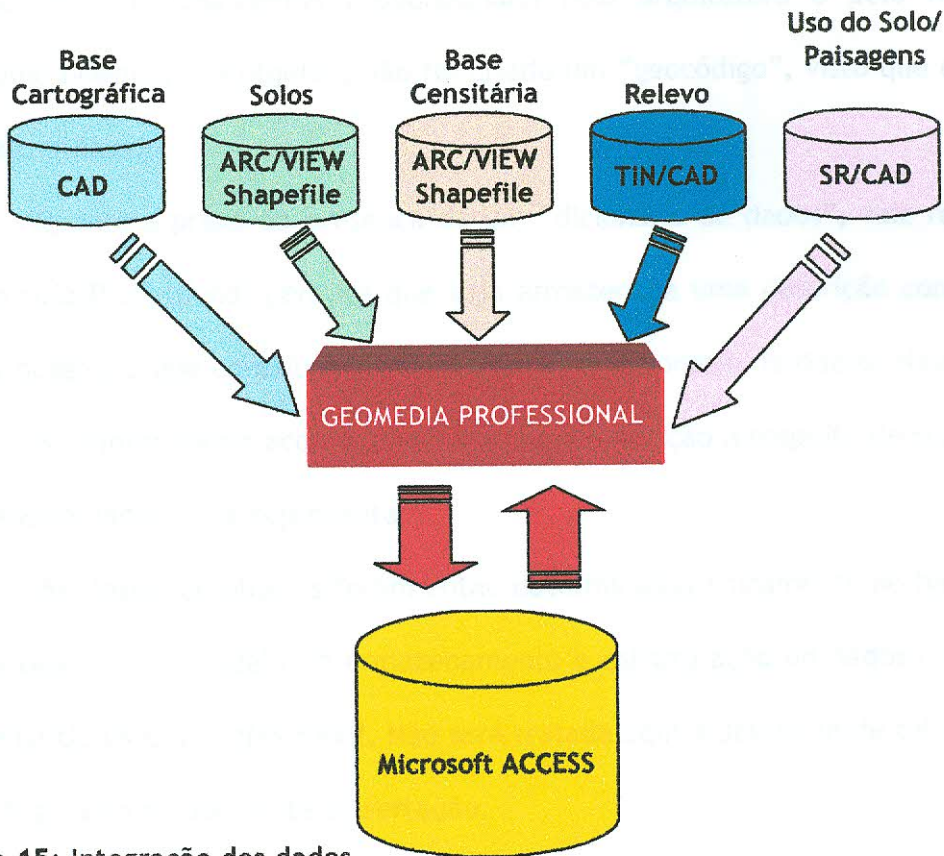 Base
Cartográfica
Solos
Base
Censitária
Relevo
Uso do Solo/
Paisagens
CAD
ARC/VIEW
Shapefile
ARC/VIEW
Shapefile
TIN/CAD
SR/CAD
GEOMEDIA PROFESSIONAL
Microsoft ACCESS
15: Integração dos dados